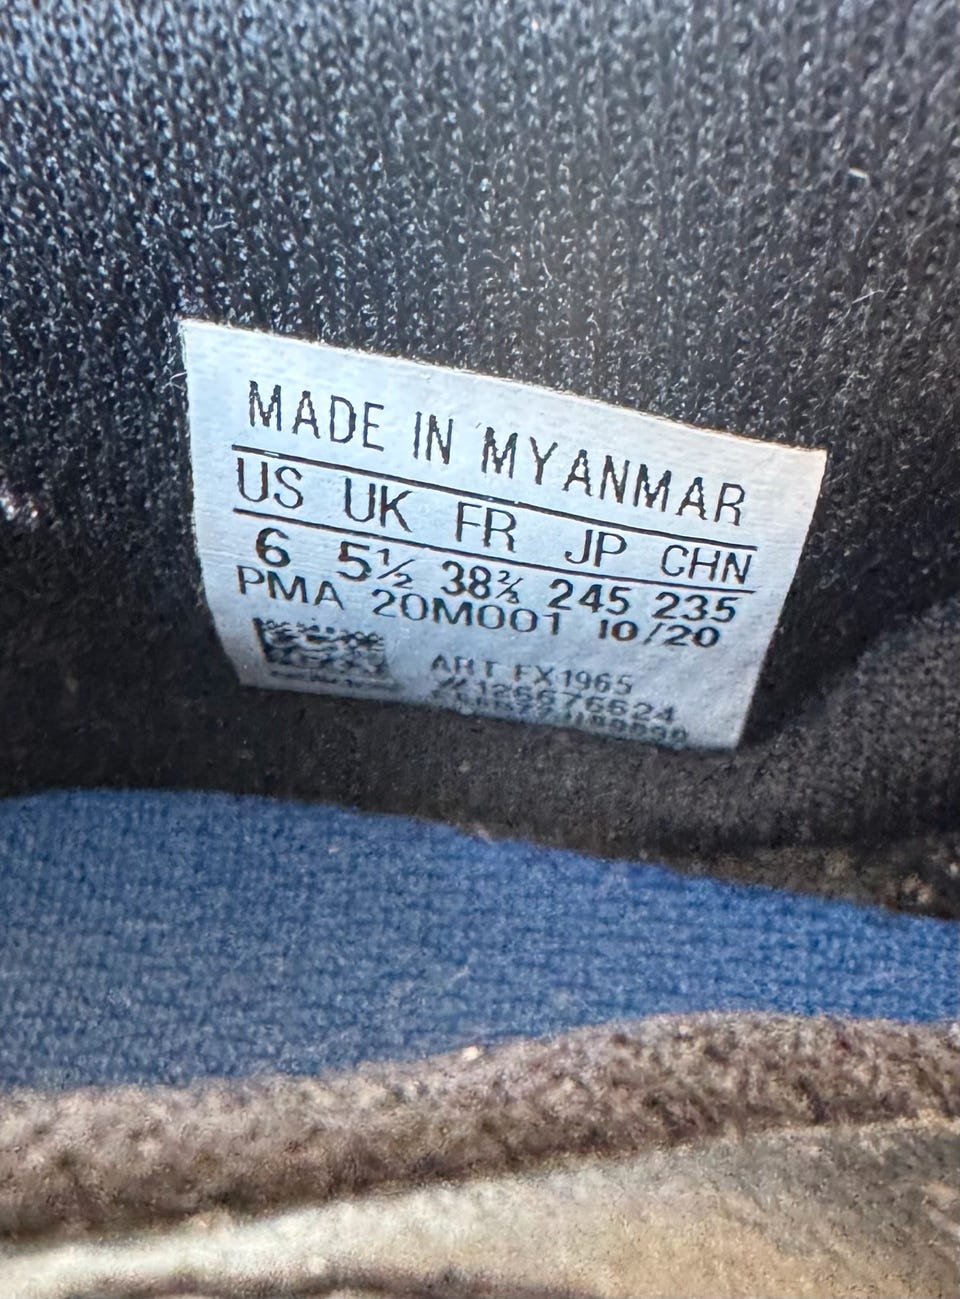 MADE IN MYANMAR
US UK FR JP CHN
6 5½ 38⅔ 245 235
PMA 20M001 10/20
ART FX1965